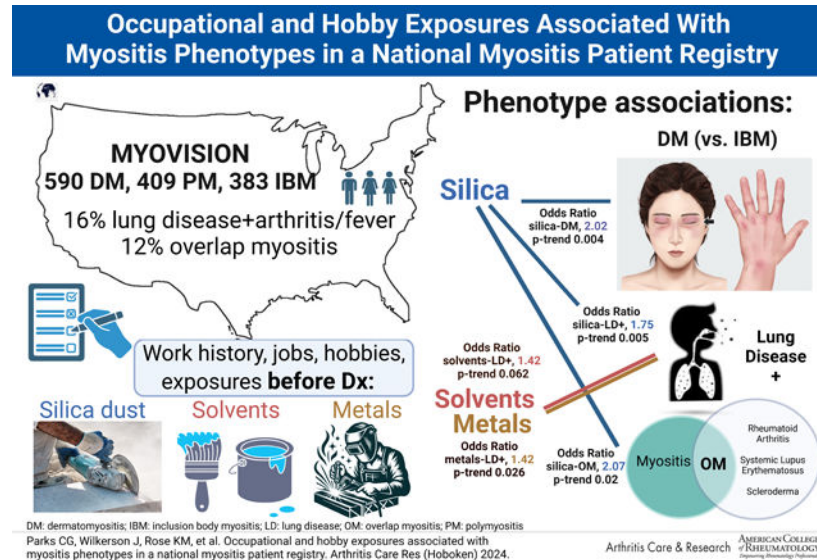 Occupational and Hobby Exposures Associated With
Myositis Phenotypes in a National Myositis Patient Registry
MYOVISION
590 DM, 409 PM, 383 IBM
16% lung disease+arthritis/fever
12% overlap myositis
Work history, jobs, hobbies,
exposures before Dx:
Silica dust
Solvents
Metals
Phenotype associations:
DM (vs. IBM)
Silica
Odds Ratio
silica-DM, 2.02
p-trend 0.004
Odds Ratio
silica-LD+, 1.75
p-trend 0.005
Lung
Disease
+
Odds Ratio
solvents-LD+, 1.42
p-trend 0.062
Solvents
Metals
Odds Ratio
metals-LD+, 1.42
p-trend 0.026
Odds Ratio
silica-OM, 2.07
p-trend 0.02
Myositis
OM
Rheumatoid
Arthritis
Systemic Lupus
Erythematosus
Scleroderma
DM: dermatomyositis; IBM: inclusion body myositis; LD: lung disease; OM: overlap myositis; PM: polymyositis
Parks CG, Wilkerson J, Rose KM, et al. Occupational and hobby exposures associated with
myositis phenotypes in a national myositis patient registry. Arthritis Care Res (Hoboken) 2024.
Arthritis Care & Research
AMERICAN COLLEGE
of RHEUMATOLOGY
Empowering Rheumatology Professionals